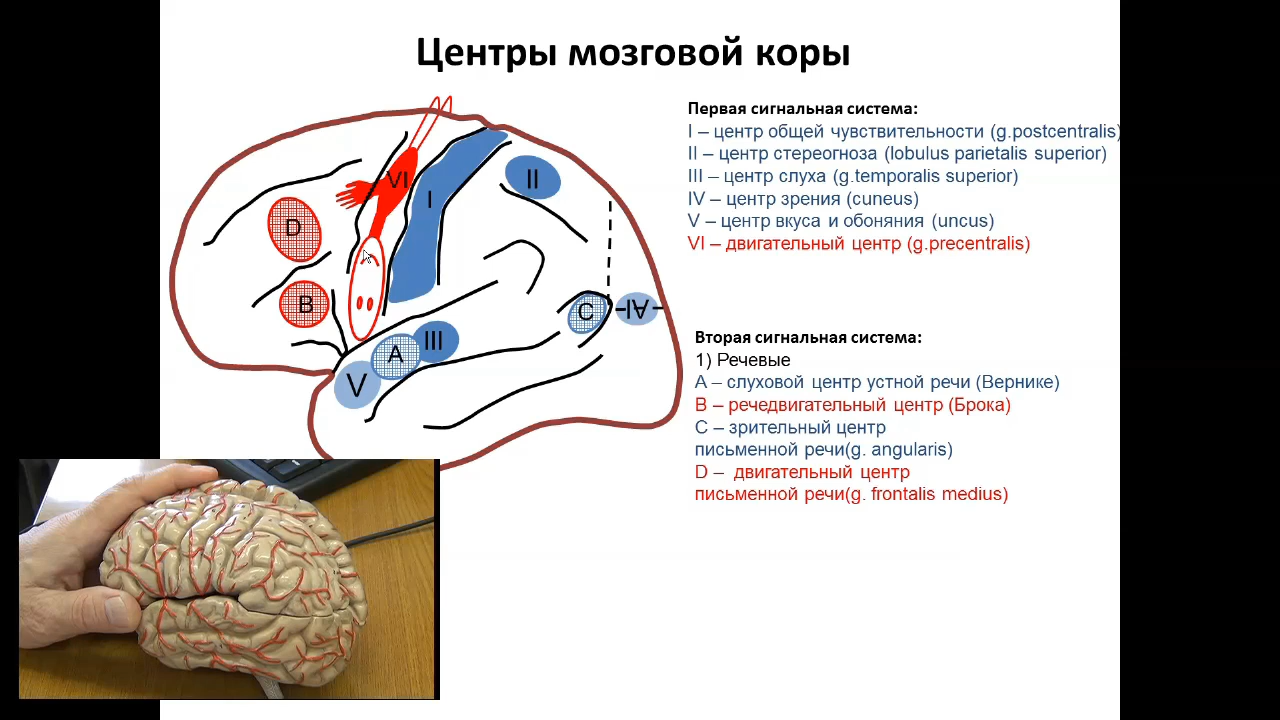 Центры мозговой коры
Первая сигнальная система:
I – центр общей чувствительности (g.postcentralis)
II – центр стереогноза (lobulus parietalis superior)
III – центр слуха (g.temporalis superior)
IV – центр зрения (cuneus)
V – центр вкуса и обоняния (uncus)
VI – двигательный центр (g.precentralis)
VI
I
II
D
B
C
IV
III
A
V
Вторая сигнальная система:
1) Речевые
A – слуховой центр устной речи (Вернике)
B – речедвигательный центр (Брока)
C – зрительный центр
письменной речи(g. angularis)
D – двигательный центр
письменной речи(g. frontalis medius)